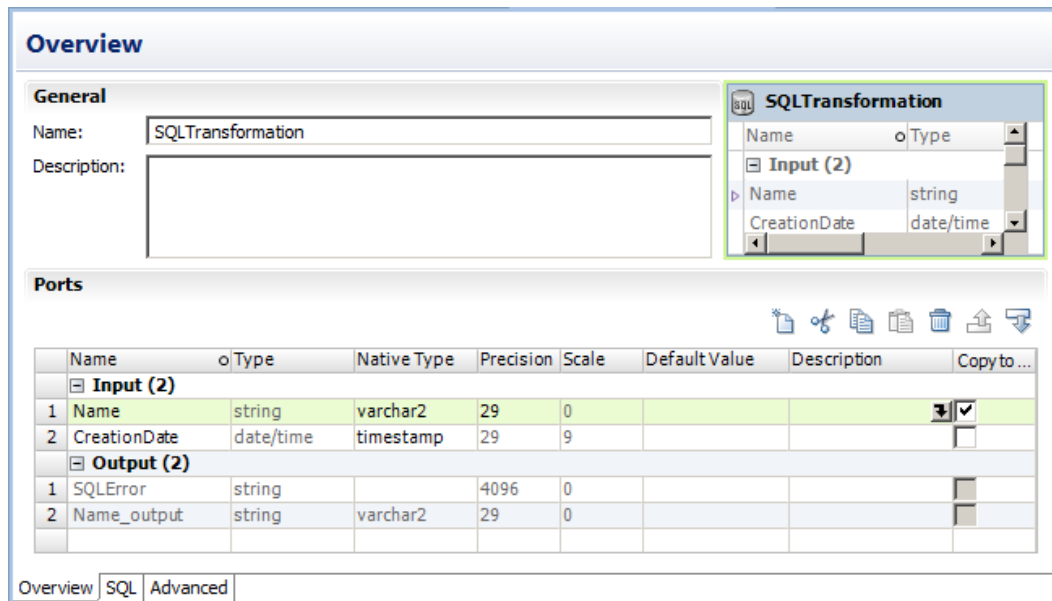 Overview
General
Name: SQLTransformation
Description:
sql SQLTransformation
Name Type
Input (2)
Name string
CreationDate date/time
Ports
Name Type Native Type Precision Scale Default Value Description Copy to ...
Input (2)
1 Name string varchar2 29 0
2 CreationDate date/time timestamp 29 9
Output (2)
1 SQLError string 4096 0
2 Name_output string varchar2 29 0
Overview SQL Advanced